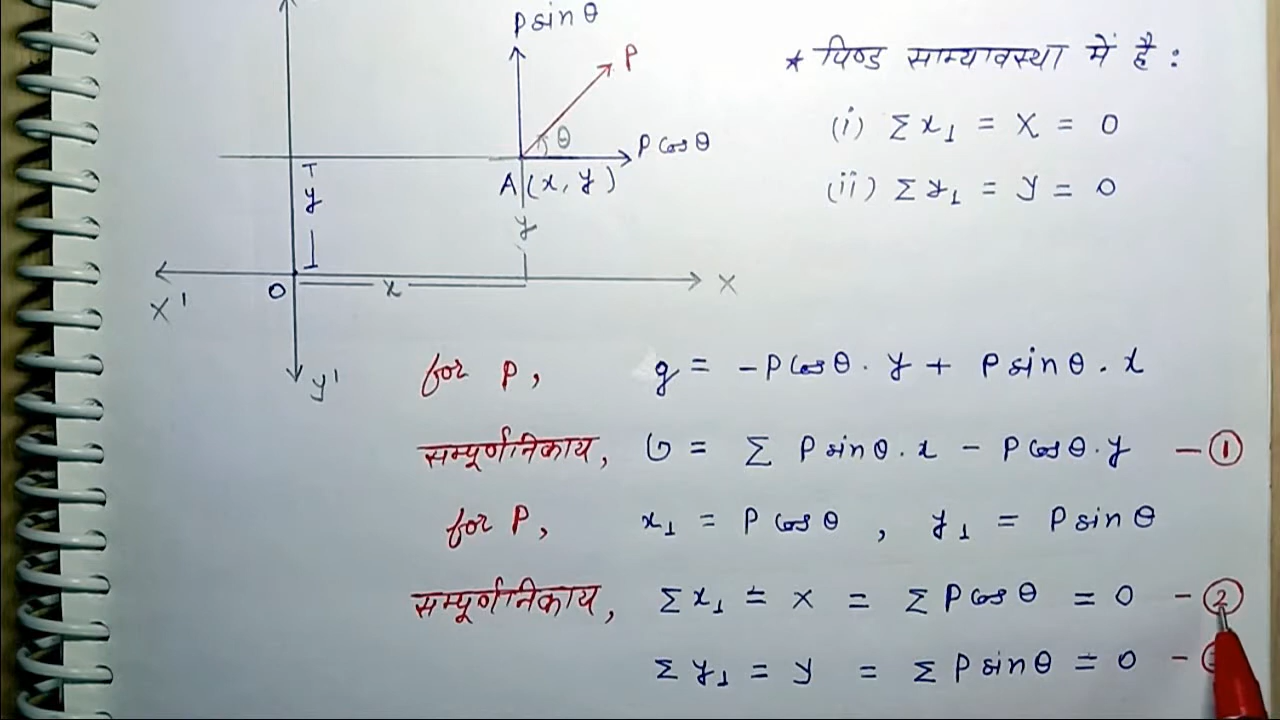 P sin θ
P
θ
P cos θ
A (x, y)
y
y
O
x
X
X'
y'
* पिण्ड साम्यावस्था में है :
(i) Σ x₁ = X = 0
(ii) Σ y₁ = Y = 0
for P, g = - P cos θ . y + P sin θ . x
सम्पूर्ण निकाय, G = Σ P sin θ . x - P cos θ . y - ①
for P, x₁ = P cos θ , y₁ = P sin θ
सम्पूर्ण निकाय, Σ x₁ = X = Σ P cos θ = 0 - ②
Σ y₁ = Y = Σ P sin θ = 0 -